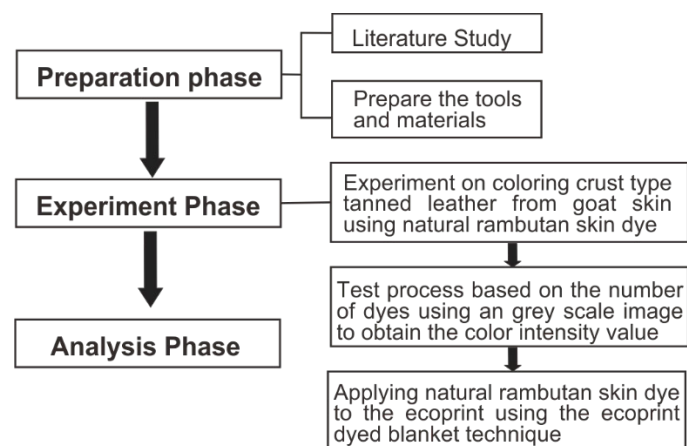 Literature Study
Preparation phase
Prepare the tools
and materials
Experiment Phase
Experiment on coloring crust type
tanned leather from goat skin
using natural rambutan skin dye
Test process based on the number
of dyes using an grey scale image
to obtain the color intensity value
Analysis Phase
Applying natural rambutan skin dye
to the ecoprint using the ecoprint
dyed blanket technique